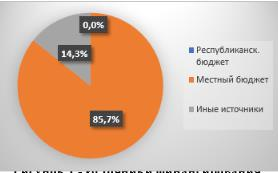 0,0%
14,3%
85,7%
Республиканск.
бюджет
Местный бюджет
Иные источники